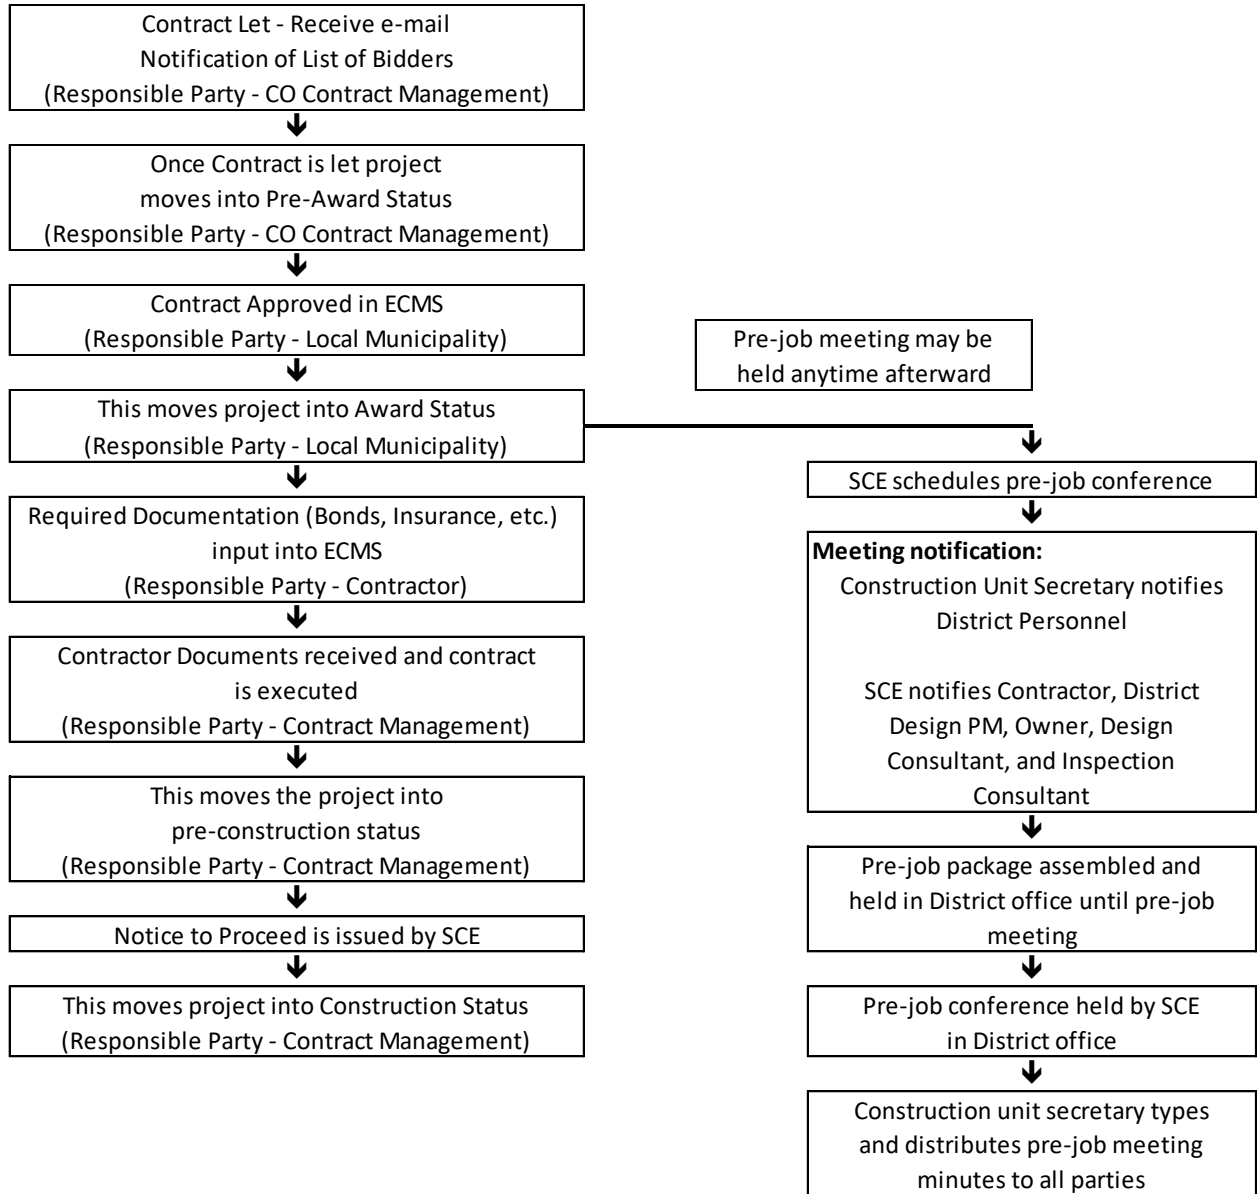 Contract Let - Receive e-mail
Notification of List of Bidders
(Responsible Party - CO Contract Management)
Once Contract is let project
moves into Pre-Award Status
(Responsible Party - CO Contract Management)
Contract Approved in ECMS
(Responsible Party - Local Municipality)
This moves project into Award Status
(Responsible Party - Local Municipality)
Required Documentation (Bonds, Insurance, etc.)
input into ECMS
(Responsible Party - Contractor)
Contractor Documents received and contract
is executed
(Responsible Party - Contract Management)
This moves the project into
pre-construction status
(Responsible Party - Contract Management)
Notice to Proceed is issued by SCE
This moves project into Construction Status
(Responsible Party - Contract Management)
Pre-job meeting may be
held anytime afterward
SCE schedules pre-job conference
Meeting notification:
Construction Unit Secretary notifies
District Personnel
SCE notifies Contractor, District
Design PM, Owner, Design
Consultant, and Inspection
Consultant
Pre-job package assembled and
held in District office until pre-job
meeting
Pre-job conference held by SCE
in District office
Construction unit secretary types
and distributes pre-job meeting
minutes to all parties